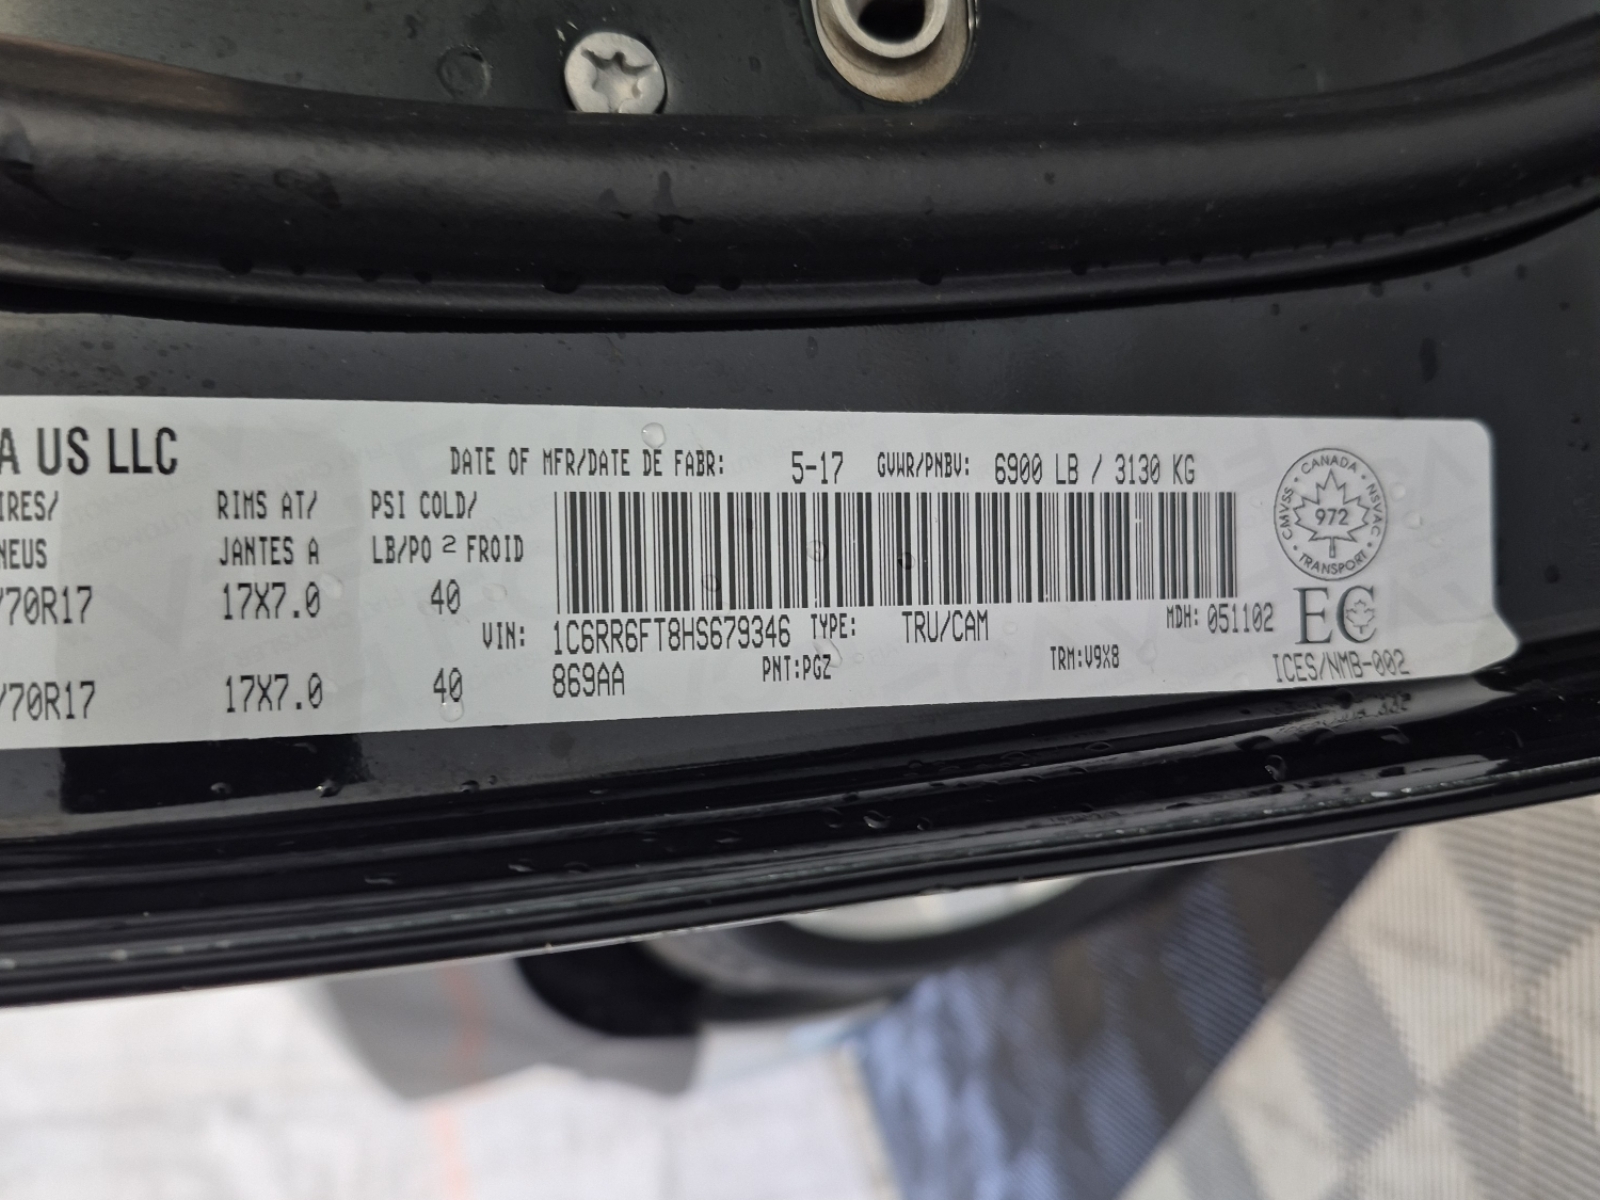 A US LLC
DATE OF MFR/DATE DE FABR: 5-17 GVWR/PNBV: 6900 LB / 3130 KG
IRES/ RIMS AT/ PSI COLD/
NEUS JANTES A LB/PO 2 FROID
/70R17 17X7.0 40
VIN: 1C6RR6FT8HS679346 TYPE: TRU/CAM MDH: 051102
869AA PNT:PGZ TRM:V9X8
/70R17 17X7.0 40
CANADA
CMVSS NSVAC
972
TRANSPORT
EC
ICES/NMB-002